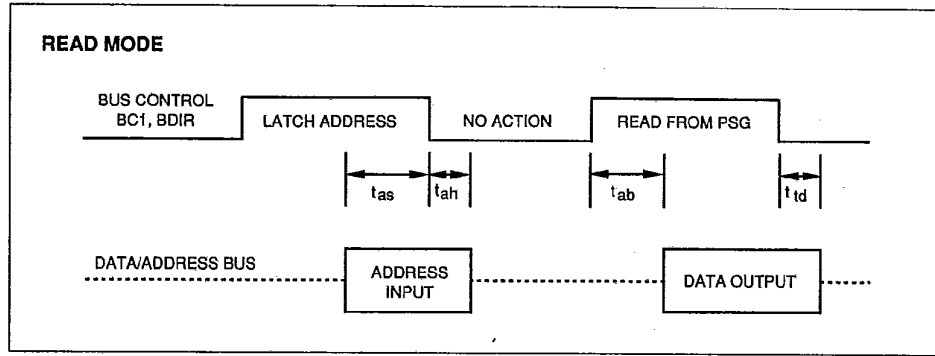 READ MODE
BUS CONTROL
BC1, BDIR
LATCH ADDRESS
NO ACTION
READ FROM PSG
tas
tah
tab
ttd
DATA/ADDRESS BUS
ADDRESS
INPUT
DATA OUTPUT